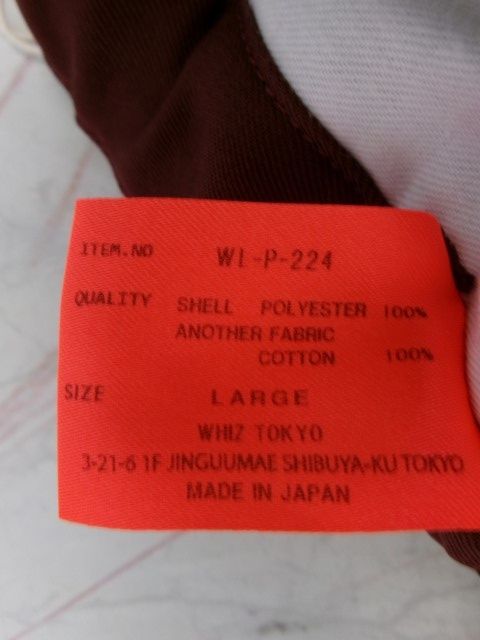 ITEM.NO WL-P-224
QUALITY SHELL POLYESTER 100%
ANOTHER FABRIC
COTTON 100%
SIZE LARGE
WHIZ TOKYO
3-21-6 1F JINGUUMAE SHIBUYA-KU TOKYO
MADE IN JAPAN